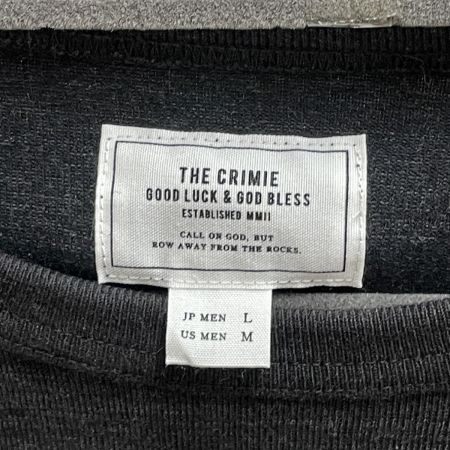 THE CRIMIE
GOOD LUCK & GOD BLESS
ESTABLISHED MMII
CALL ON GOD, BUT
ROW AWAY FROM THE ROCKS.
JP MEN L
US MEN M